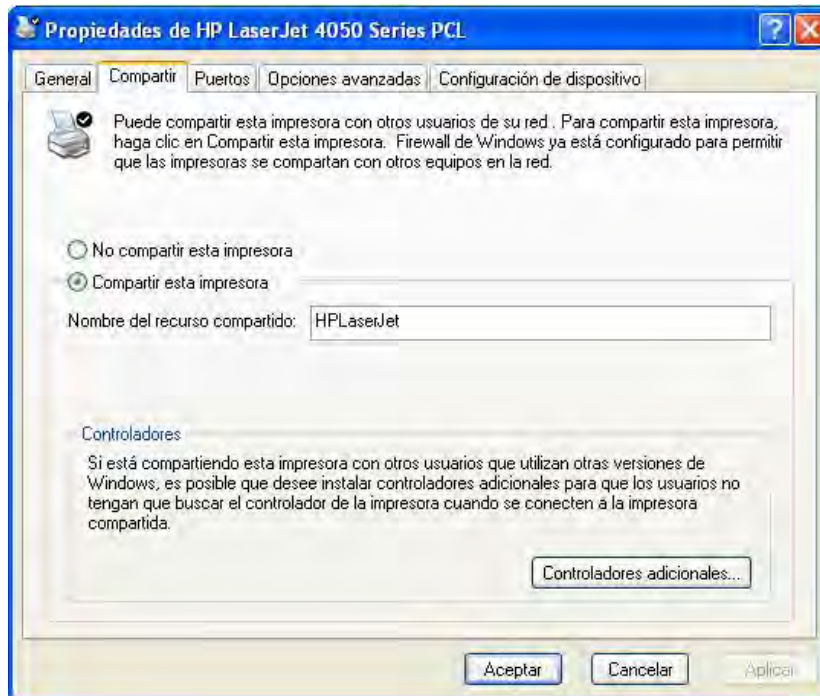 Propiedades de HP LaserJet 4050 Series PCL
General Compartir Puertos Opciones avanzadas Configuración de dispositivo
Puede compartir esta impresora con otros usuarios de su red . Para compartir esta impresora,
haga clic en Compartir esta impresora. Firewall de Windows ya está configurado para permitir
que las impresoras se compartan con otros equipos en la red.
No compartir esta impresora
Compartir esta impresora
Nombre del recurso compartido: HPLaserJet
Controladores
Si está compartiendo esta impresora con otros usuarios que utilizan otras versiones de
Windows, es posible que desee instalar controladores adicionales para que los usuarios no
tengan que buscar el controlador de la impresora cuando se conecten a la impresora
compartida.
Controladores adicionales...
Aceptar Cancelar Aplicar